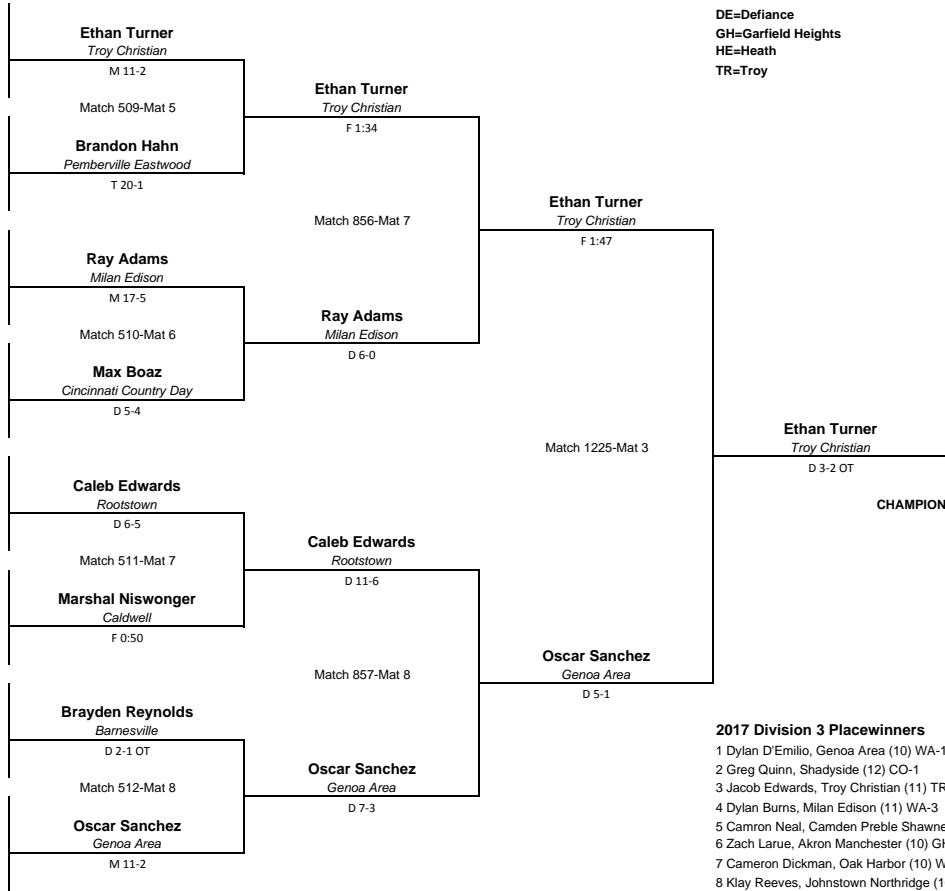 DE=Defiance
GH=Garfield Heights
HE=Heath
TR=Troy
Ethan Turner
Troy Christian
M 11-2
Match 509-Mat 5
Brandon Hahn
Pemberville Eastwood
T 20-1
Ray Adams
Milan Edison
M 17-5
Match 510-Mat 6
Max Boaz
Cincinnati Country Day
D 5-4
Caleb Edwards
Rootstown
D 6-5
Match 511-Mat 7
Marshal Niswonger
Caldwell
F 0:50
Brayden Reynolds
Barnesville
D 2-1 OT
Match 512-Mat 8
Oscar Sanchez
Genoa Area
M 11-2
Ethan Turner
Troy Christian
F 1:34
Match 856-Mat 7
Ray Adams
Milan Edison
D 6-0
Caleb Edwards
Rootstown
D 11-6
Match 857-Mat 8
Oscar Sanchez
Genoa Area
D 7-3
Ethan Turner
Troy Christian
F 1:47
Match 1225-Mat 3
Oscar Sanchez
Genoa Area
D 5-1
Ethan Turner
Troy Christian
D 3-2 OT
CHAMPION
2017 Division 3 Placewinners
1 Dylan D'Emilio, Genoa Area (10) WA-1
2 Greg Quinn, Shadyside (12) CO-1
3 Jacob Edwards, Troy Christian (11) TR
4 Dylan Burns, Milan Edison (11) WA-3
5 Camron Neal, Camden Preble Shawne
6 Zach Larue, Akron Manchester (10) GH
7 Cameron Dickman, Oak Harbor (10) W
8 Klay Reeves, Johnstown Northridge (1